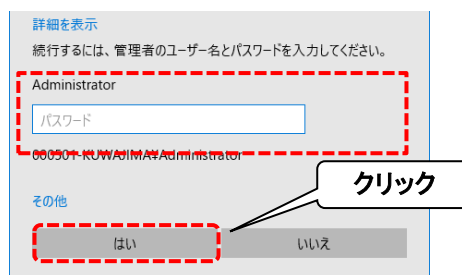 詳細を表示
続行するには、管理者のユーザー名とパスワードを入力してください。
Administrator
パスワード
000501-KUWAJIMA¥Administrator
クリック
その他
はい
いいえ